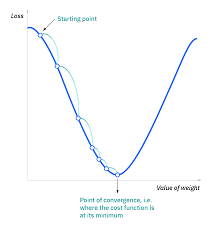 Loss
Starting point
Value of weight
Point of convergence, i.e.
where the cost function is
at its minimum